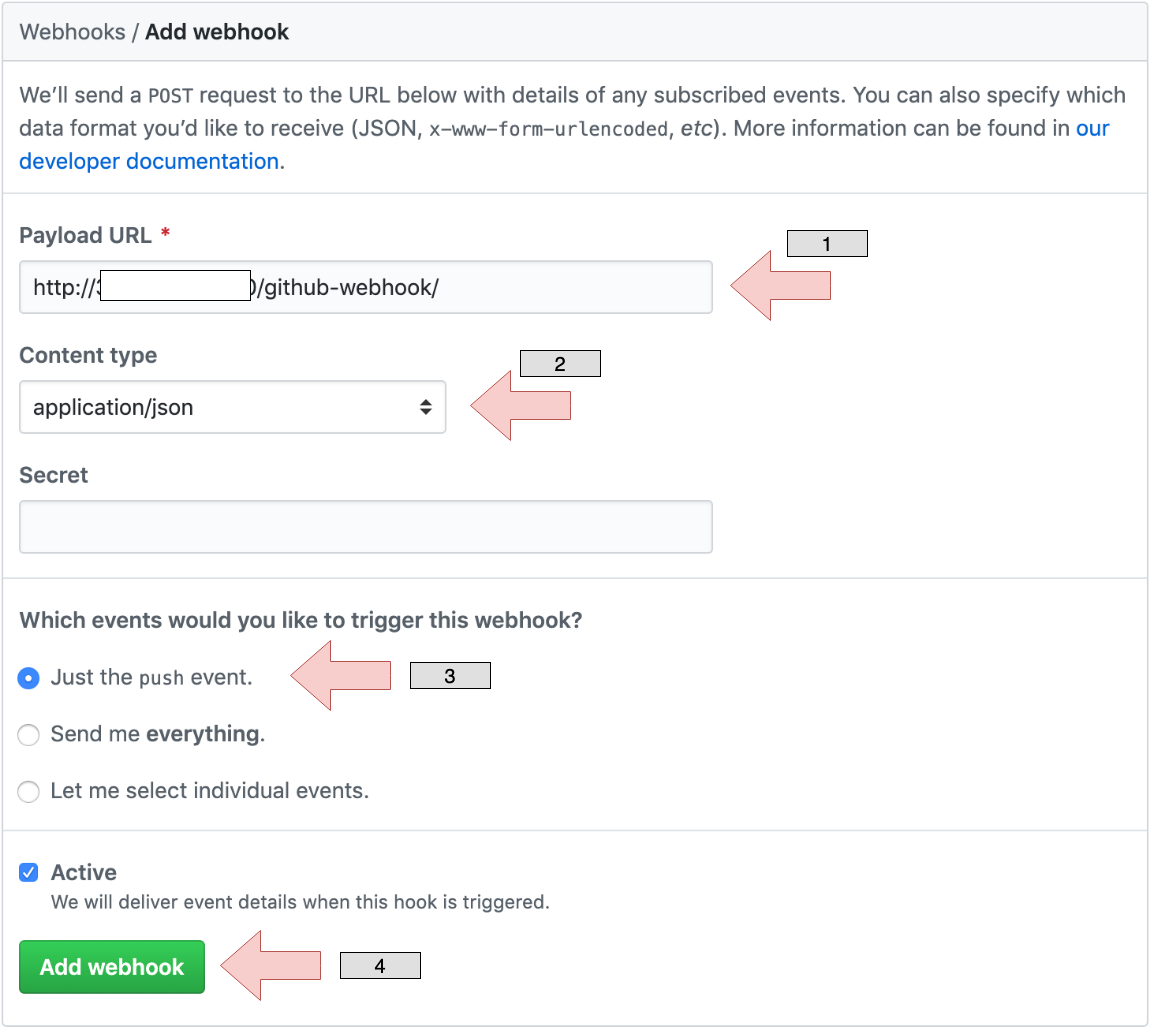 Webhooks / Add webhook
We’ll send a POST request to the URL below with details of any subscribed events. You can also specify which
data format you’d like to receive (JSON, x-www-form-urlencoded, etc). More information can be found in our
developer documentation.
Payload URL *
1
http:// /github-webhook/
Content type
2
application/json
Secret
Which events would you like to trigger this webhook?
Just the push event.
3
Send me everything.
Let me select individual events.
Active
We will deliver event details when this hook is triggered.
Add webhook
4